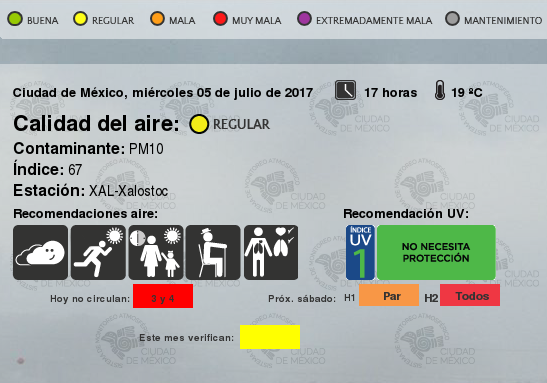 BUENA REGULAR MALA MUY MALA EXTREMADAMENTE MALA MANTENIMIENTO
Ciudad de México, miércoles 05 de julio de 2017 17 horas 19 ºC
Calidad del aire: REGULAR
Contaminante: PM10
Índice: 67
Estación: XAL-Xalostoc
Recomendaciones aire: Recomendación UV:
ÍNDICE
UV
1
NO NECESITA
PROTECCIÓN
Hoy no circulan: 3 y 4 Próx. sábado: H1 Par H2 Todos
Este mes verifican:
CIUDAD
DE MÉXICO